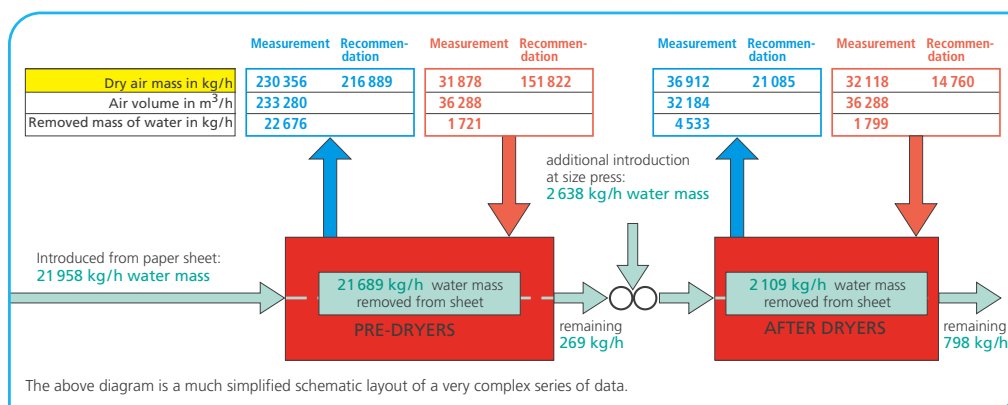 Measurement Recommen-
dation
Measurement Recommen-
dation
Measurement Recommen-
dation
Measurement Recommen-
dation
Dry air mass in kg/h 230 356 216 889 31 878 151 822 36 912 21 085 32 118 14 760
Air volume in m³/h 233 280 36 288 32 184 36 288
Removed mass of water in kg/h 22 676 1 721 4 533 1 799
additional introduction
at size press:
2 638 kg/h water mass
Introduced from paper sheet:
21 958 kg/h water mass
21 689 kg/h water mass
removed from sheet
PRE-DRYERS
remaining
269 kg/h
2 109 kg/h water mass
removed from sheet
AFTER DRYERS
remaining
798 kg/h
The above diagram is a much simplified schematic layout of a very complex series of data.